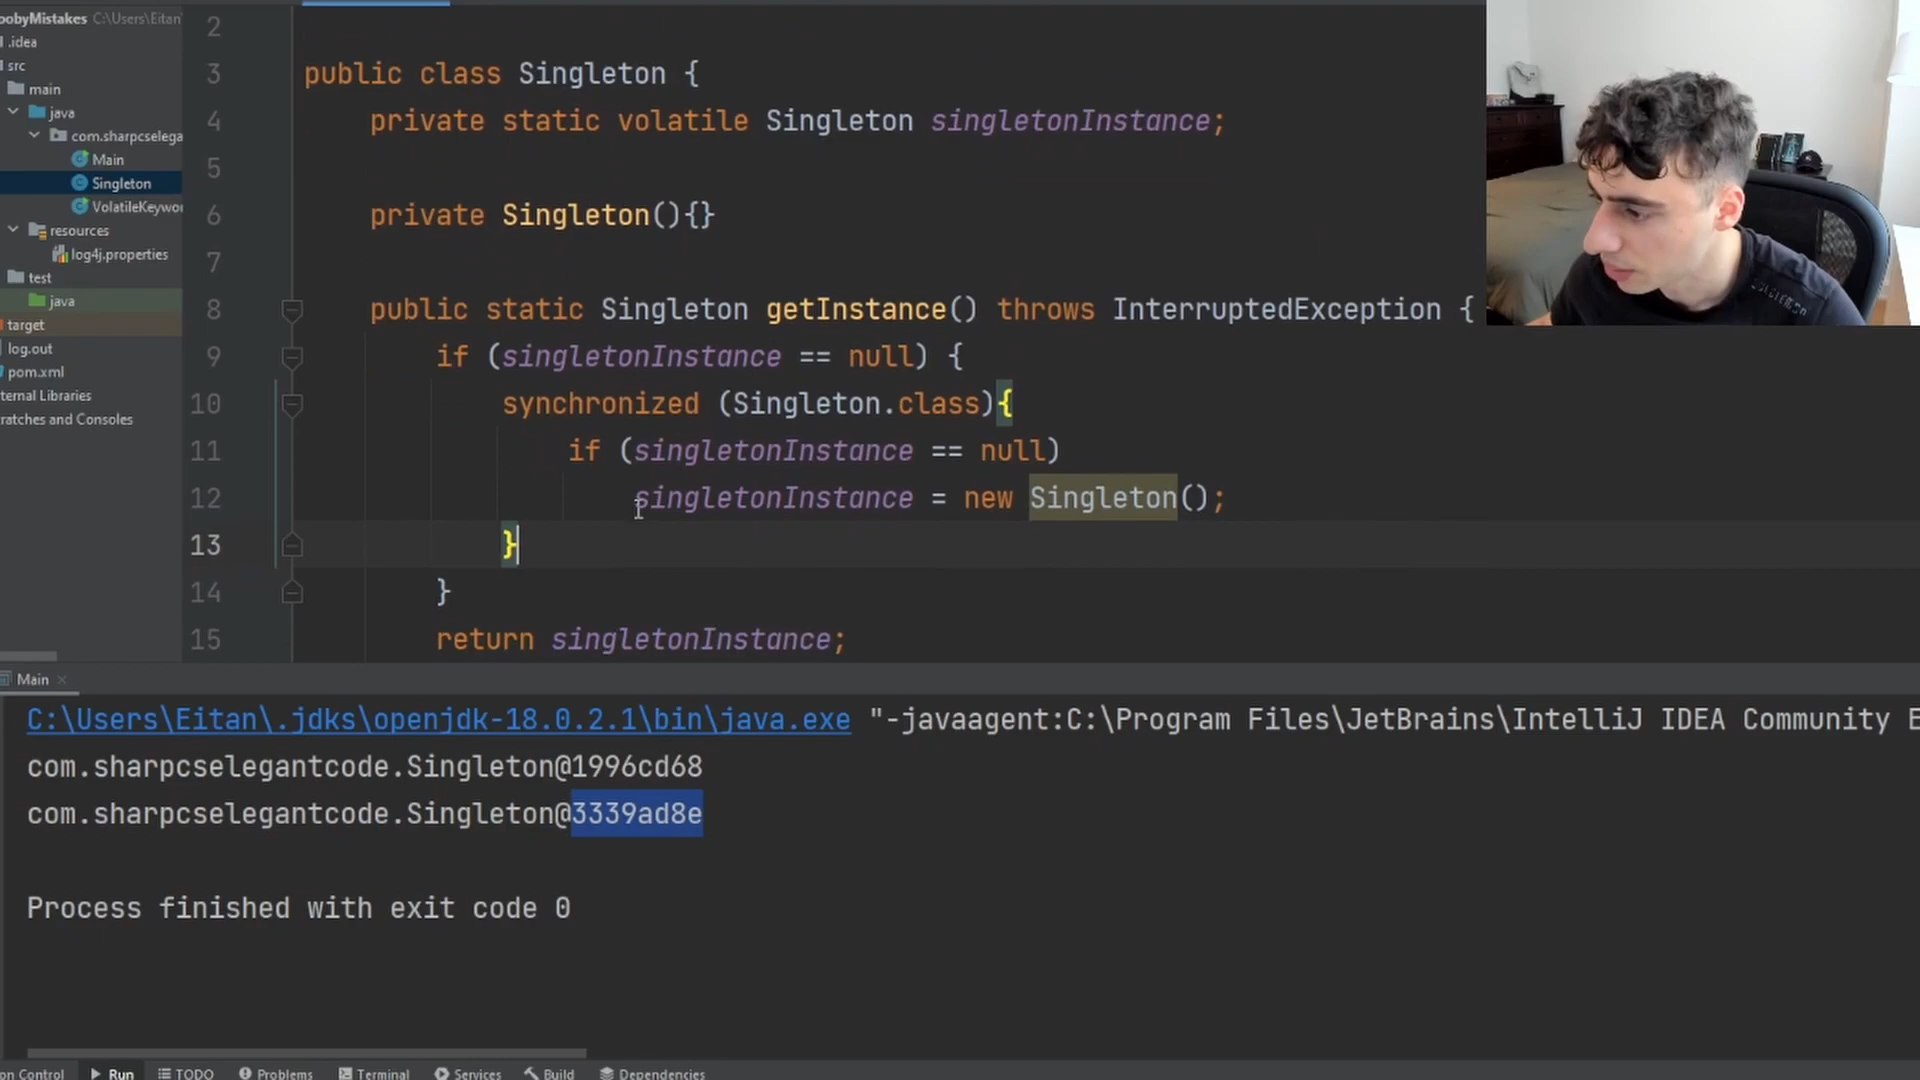 oobyMistakes C:\Users\Eitan\
.idea
src
main
java
com.sharpcselega
Main
Singleton
VolatileKeywor
resources
log4j.properties
test
java
target
log.out
pom.xml
ternal Libraries
ratches and Consoles
2
3 public class Singleton {
4 private static volatile Singleton singletonInstance;
5
6 private Singleton(){}
7
8 public static Singleton getInstance() throws InterruptedException {
9 if (singletonInstance == null) {
10 synchronized (Singleton.class){
11 if (singletonInstance == null)
12 singletonInstance = new Singleton();
13 }
14 }
15 return singletonInstance;
Main
C:\Users\Eitan\.jdks\openjdk-18.0.2.1\bin\java.exe "-javaagent:C:\Program Files\JetBrains\IntelliJ IDEA Community E
com.sharpcselegantcode.Singleton@1996cd68
com.sharpcselegantcode.Singleton@3339ad8e
Process finished with exit code 0
on Control Run TODO Problems Terminal Services Build Dependencies